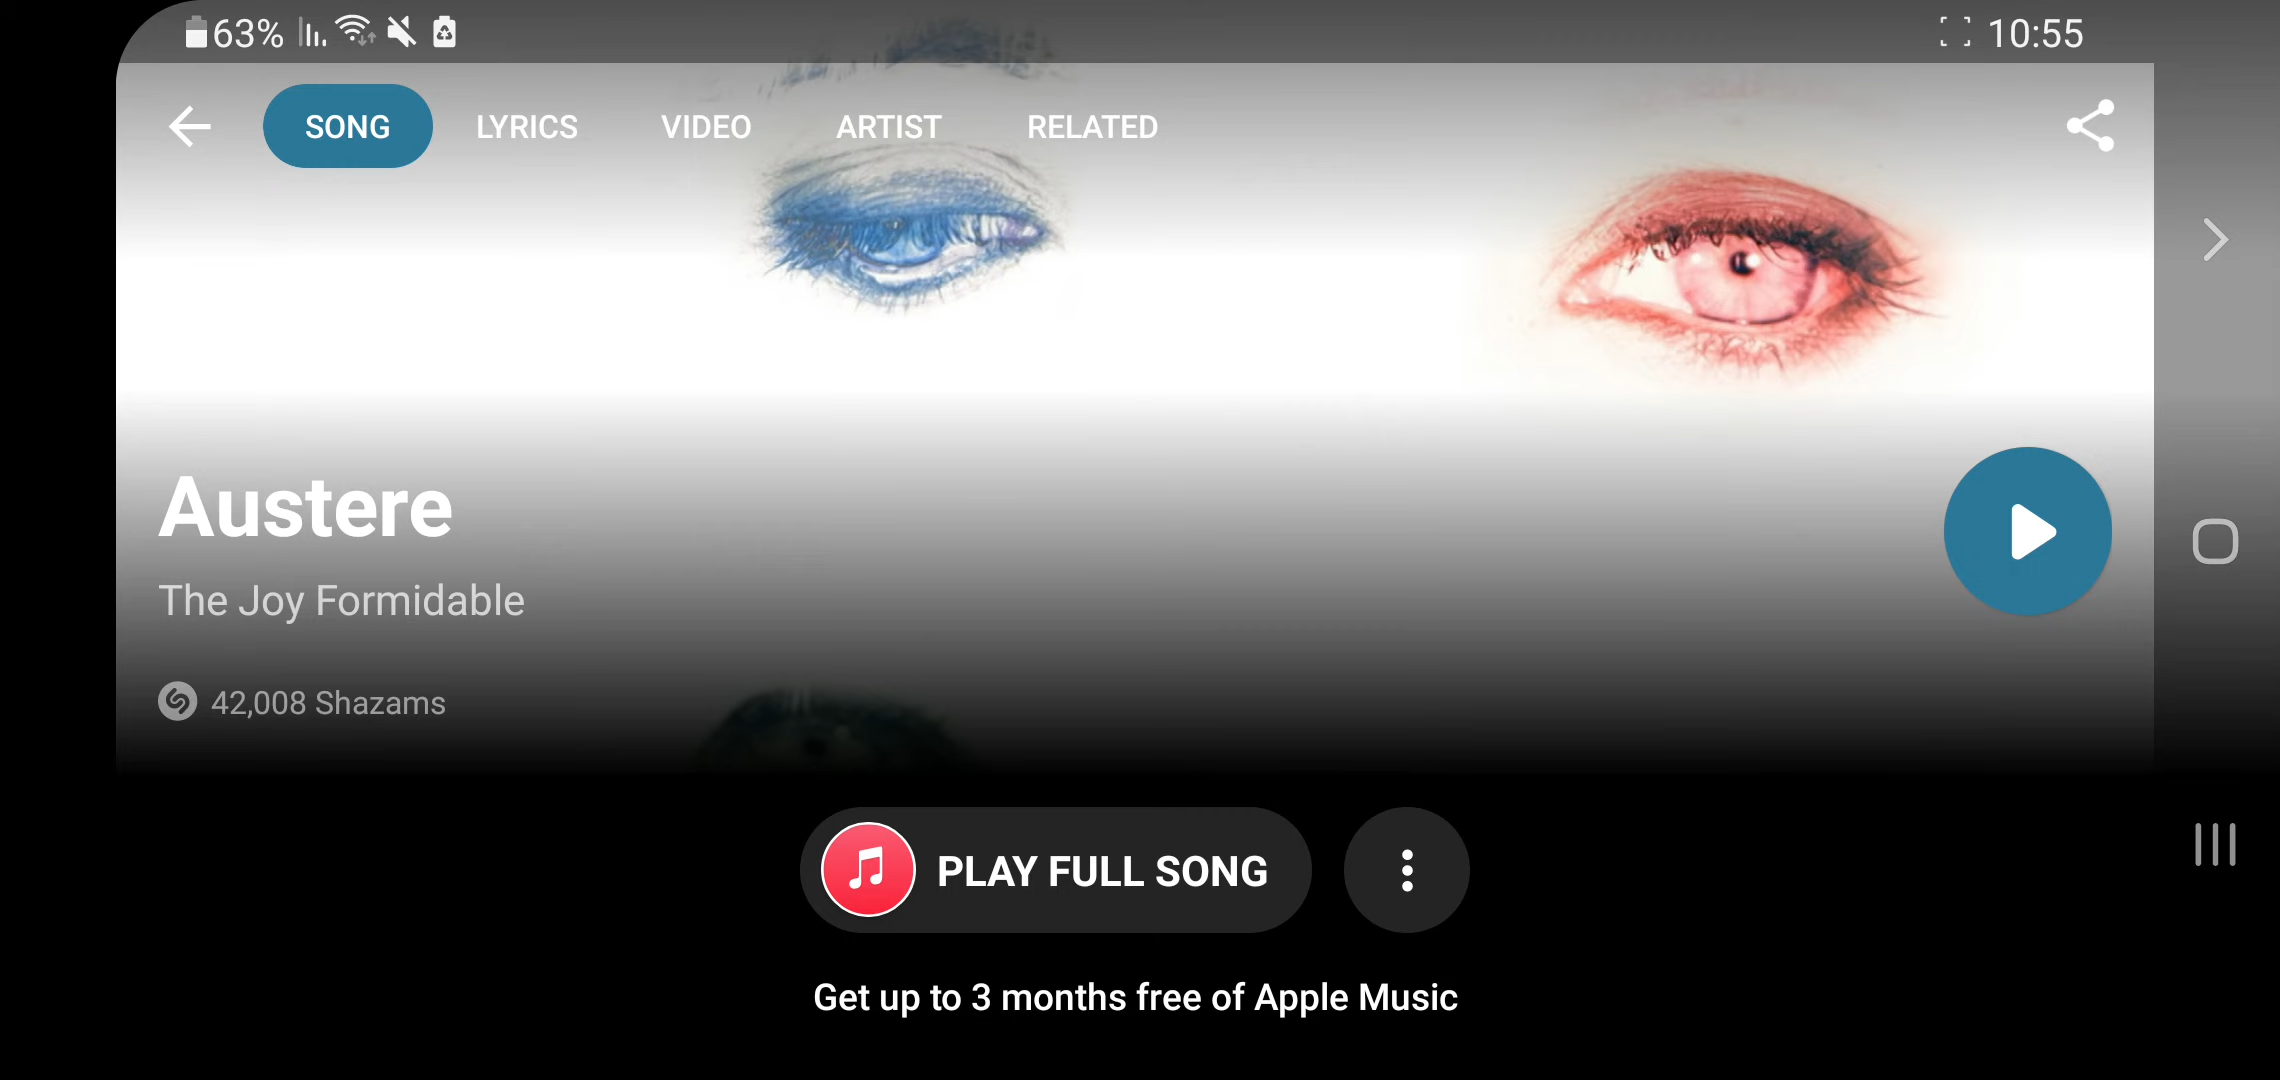 63%
10:55
SONG LYRICS VIDEO ARTIST RELATED
Austere
The Joy Formidable
42,008 Shazams
PLAY FULL SONG
Get up to 3 months free of Apple Music